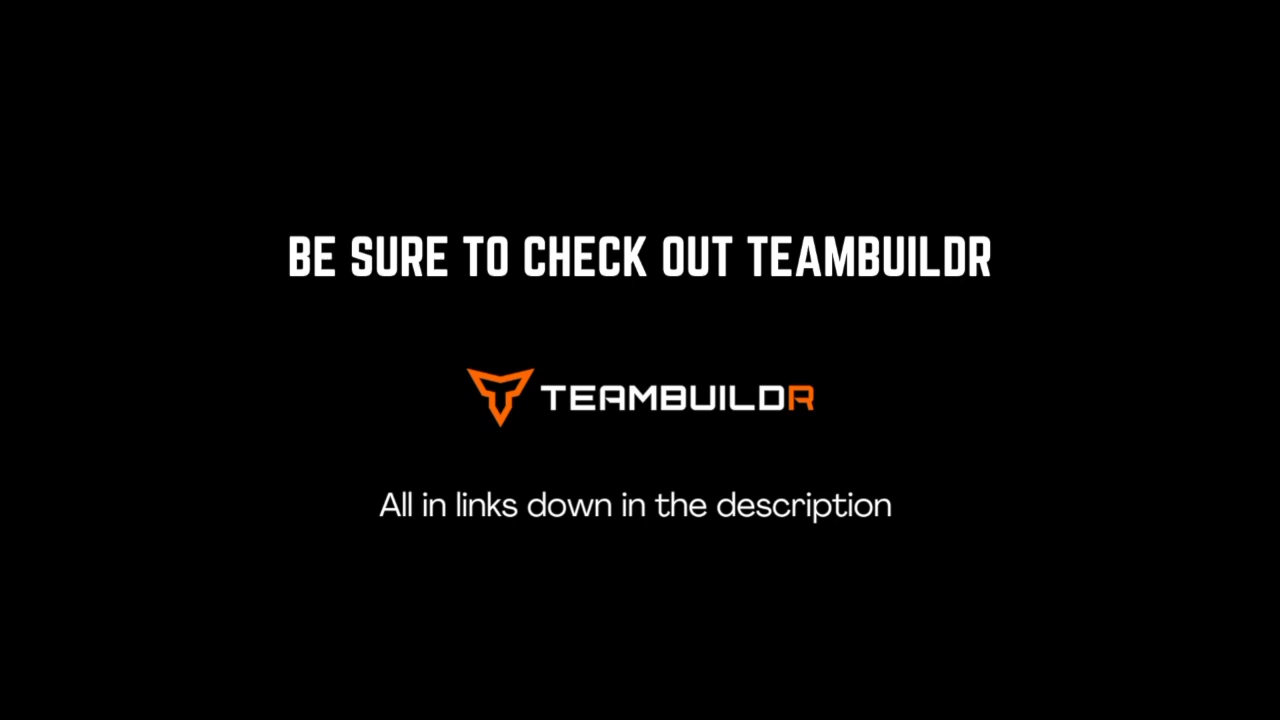 BE SURE TO CHECK OUT TEAMBUILDR
TEAMBUILDR
All in links down in the description